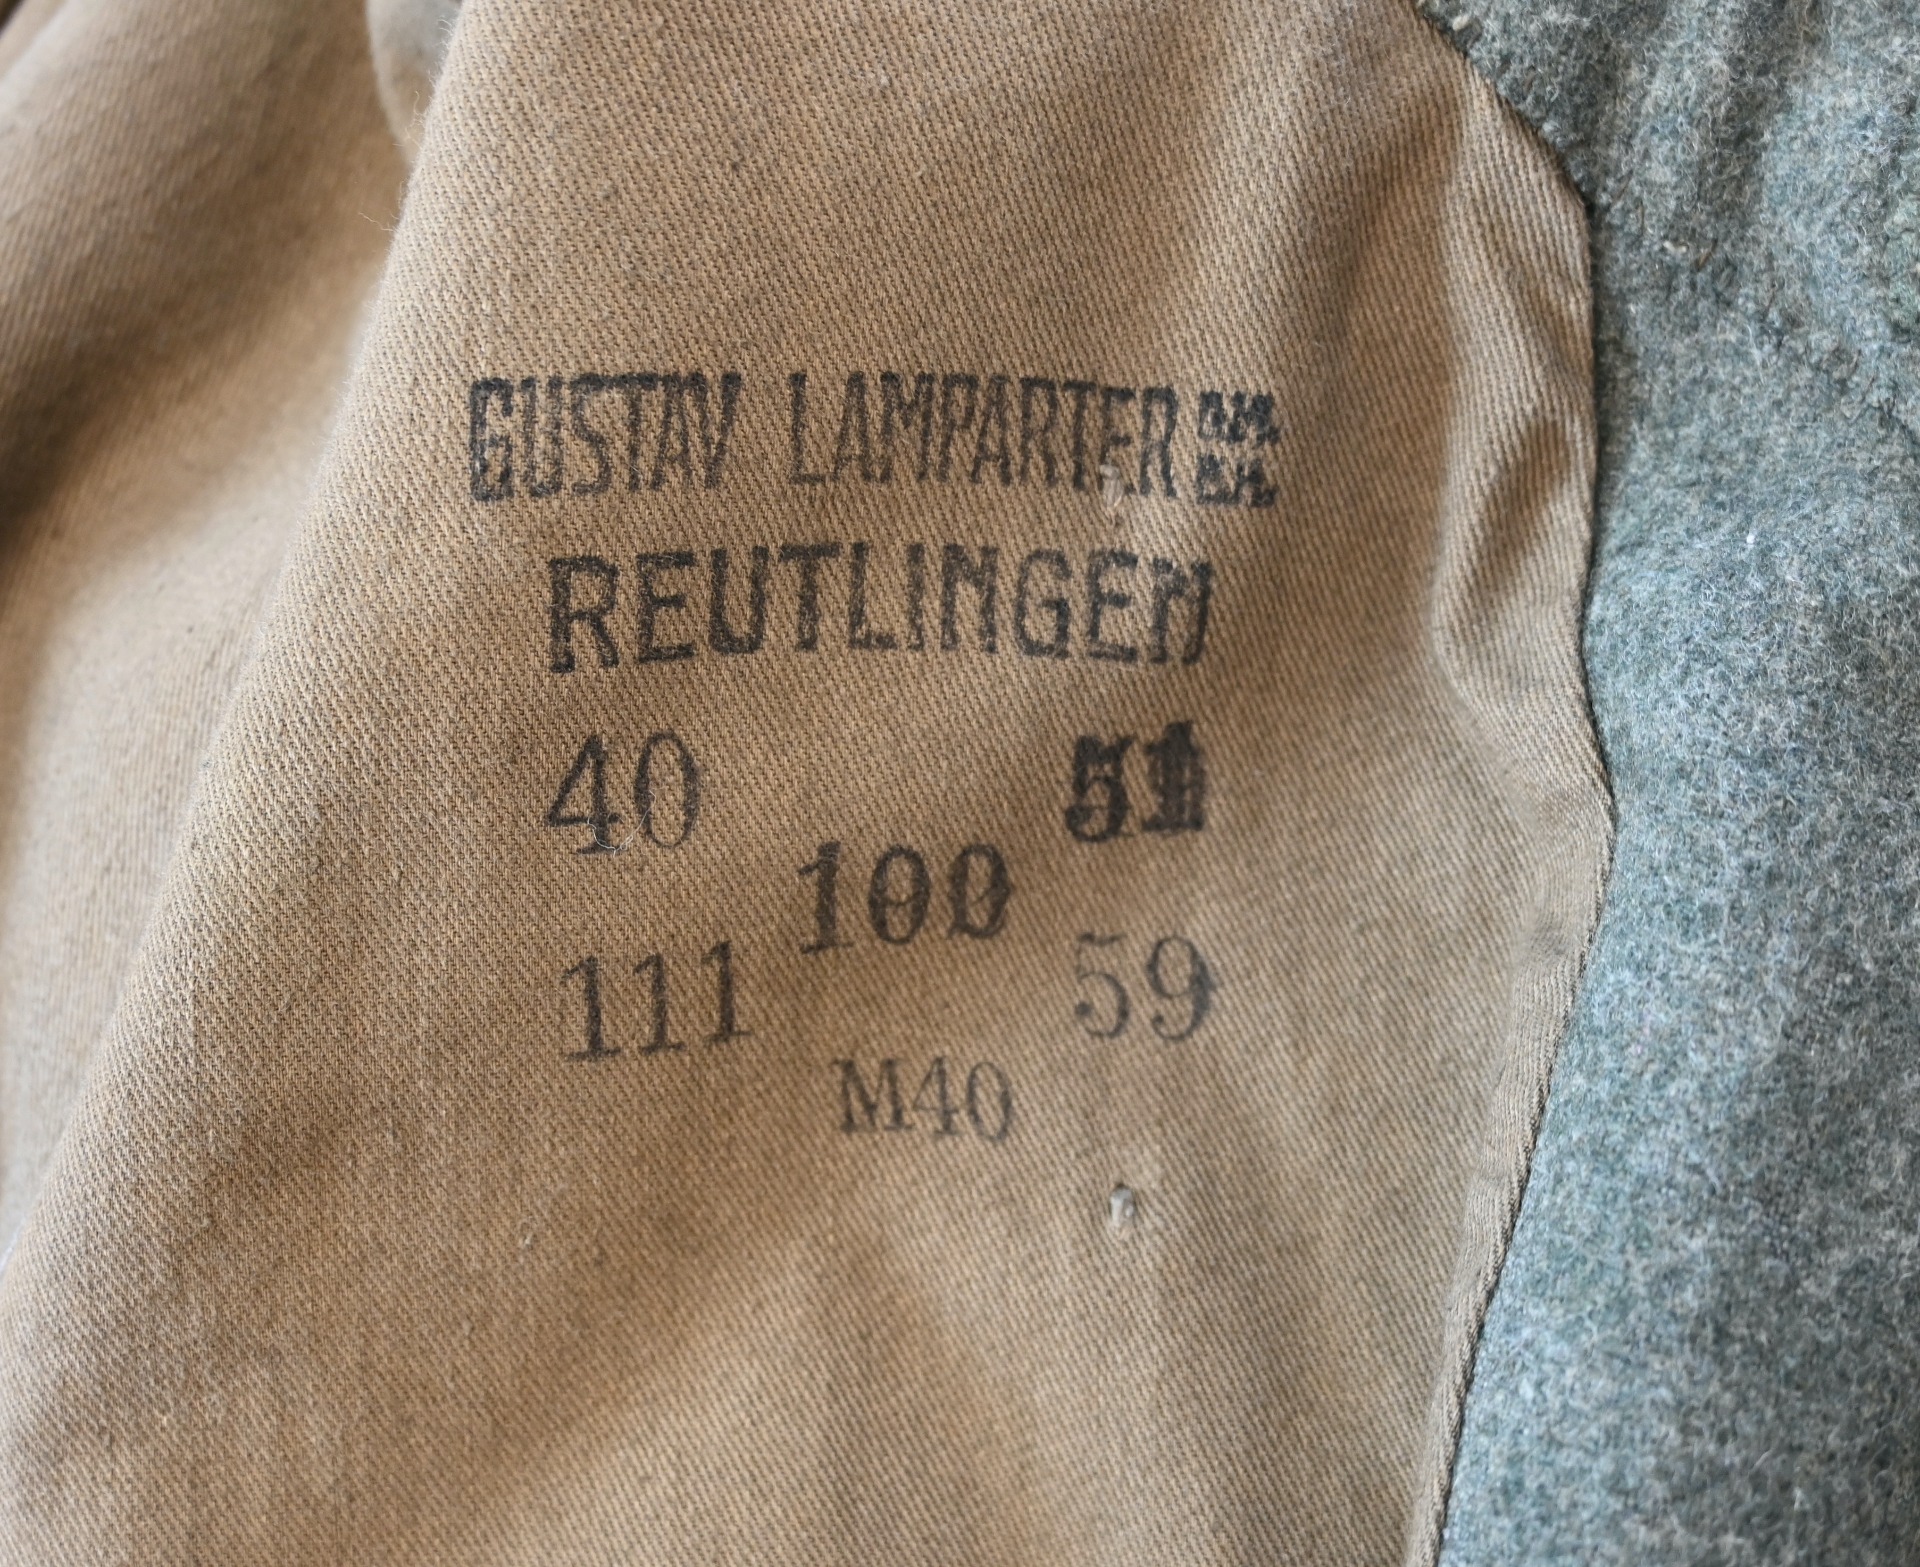 GUSTAV LAMPARTER G.M.B.H.
REUTLINGEN
40 51
100
111 59
M40